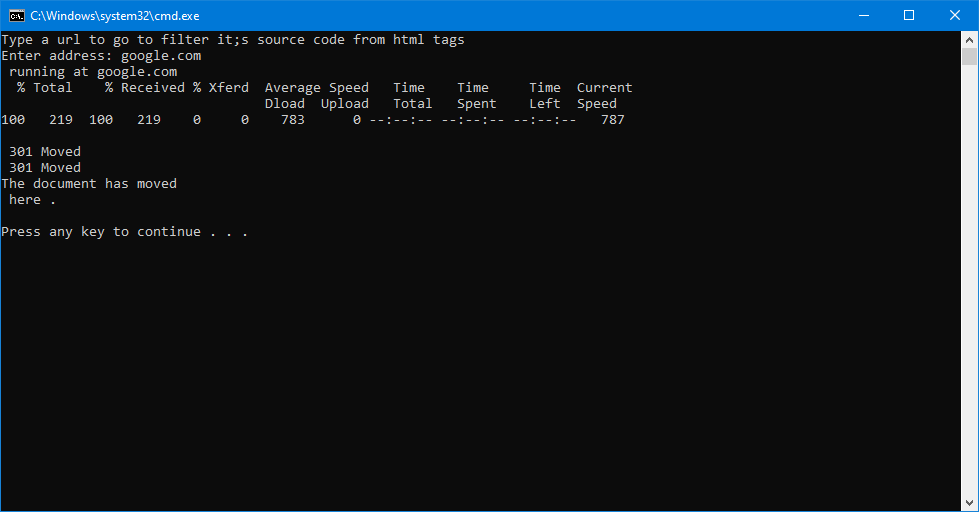 C:\Windows\system32\cmd.exe
Type a url to go to filter it;s source code from html tags
Enter address: google.com
 running at google.com
  % Total    % Received % Xferd  Average Speed   Time    Time     Time  Current
                                 Dload  Upload   Total   Spent    Left  Speed
100   219  100   219    0     0    783      0 --:--:-- --:--:-- --:--:--   787
 301 Moved
 301 Moved
The document has moved
 here .
Press any key to continue . . .